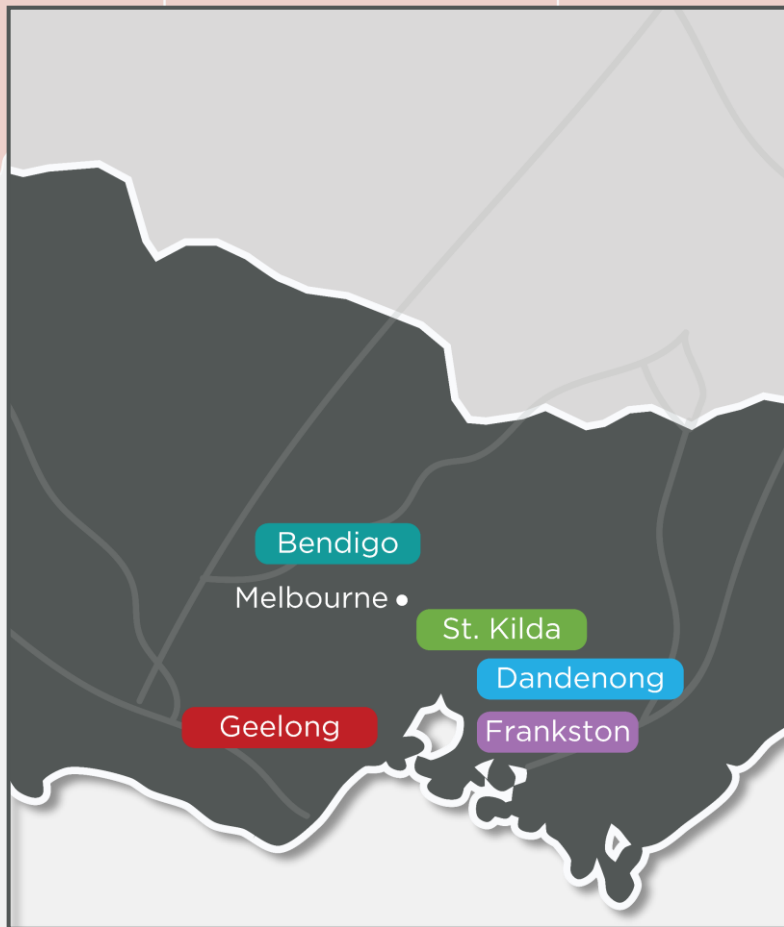 Bendigo
Melbourne
St. Kilda
Dandenong
Geelong
Frankston